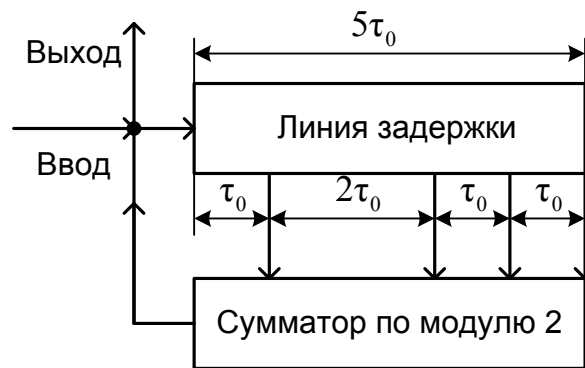 5τ₀
Выход
Линия задержки
Ввод
τ₀ 2τ₀ τ₀ τ₀
Сумматор по модулю 2